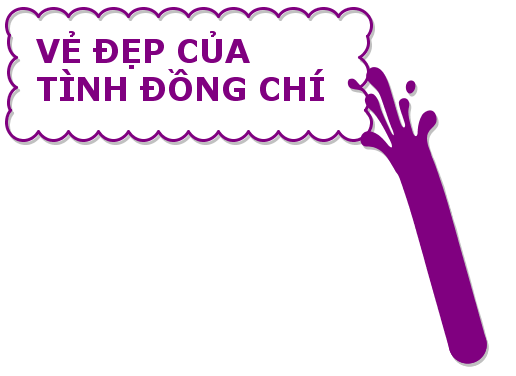 VẺ ĐẸP CỦA
TÌNH ĐỒNG CHÍ